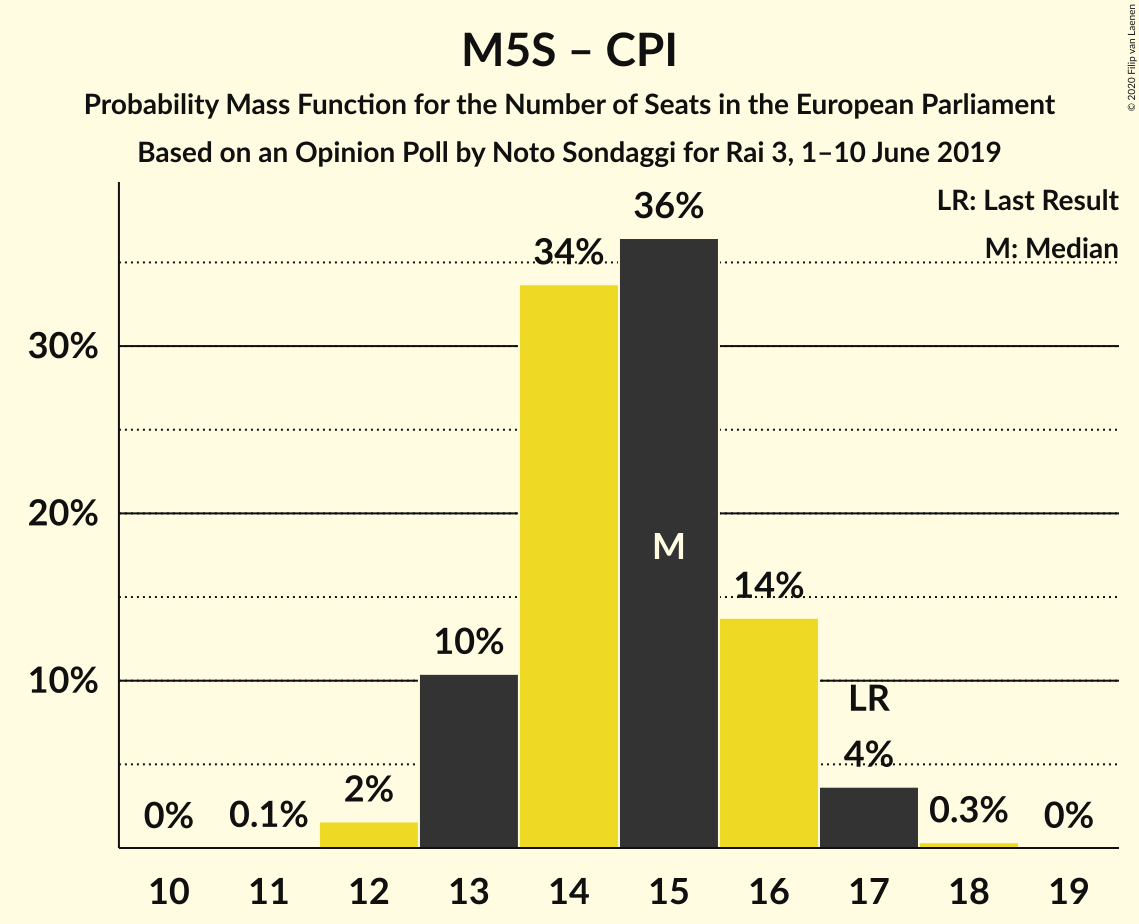 M5S – CPI
Probability Mass Function for the Number of Seats in the European Parliament
Based on an Opinion Poll by Noto Sondaggi for Rai 3, 1–10 June 2019
© 2020 Filip van Laenen
LR: Last Result
M: Median
36%
34%
30%
20%
M
14%
10%
10%
LR
4%
2%
0%
0.1%
0.3%
0%
10 11 12 13 14 15 16 17 18 19